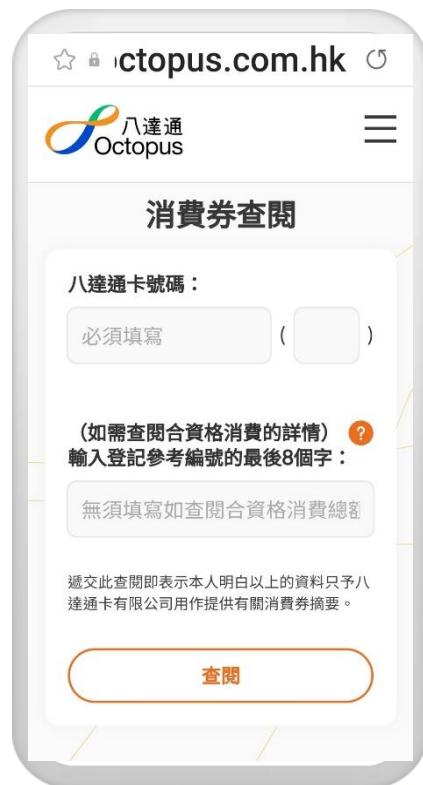 octopus.com.hk
八達通
Octopus
消費券查閱
八達通卡號碼：
必須填寫 ( )
（如需查閱合資格消費的詳情） ?
輸入登記參考編號的最後8個字：
無須填寫如查閱合資格消費總額
遞交此查閱即表示本人明白以上的資料只予八
達通卡有限公司用作提供有關消費券摘要。
查閱